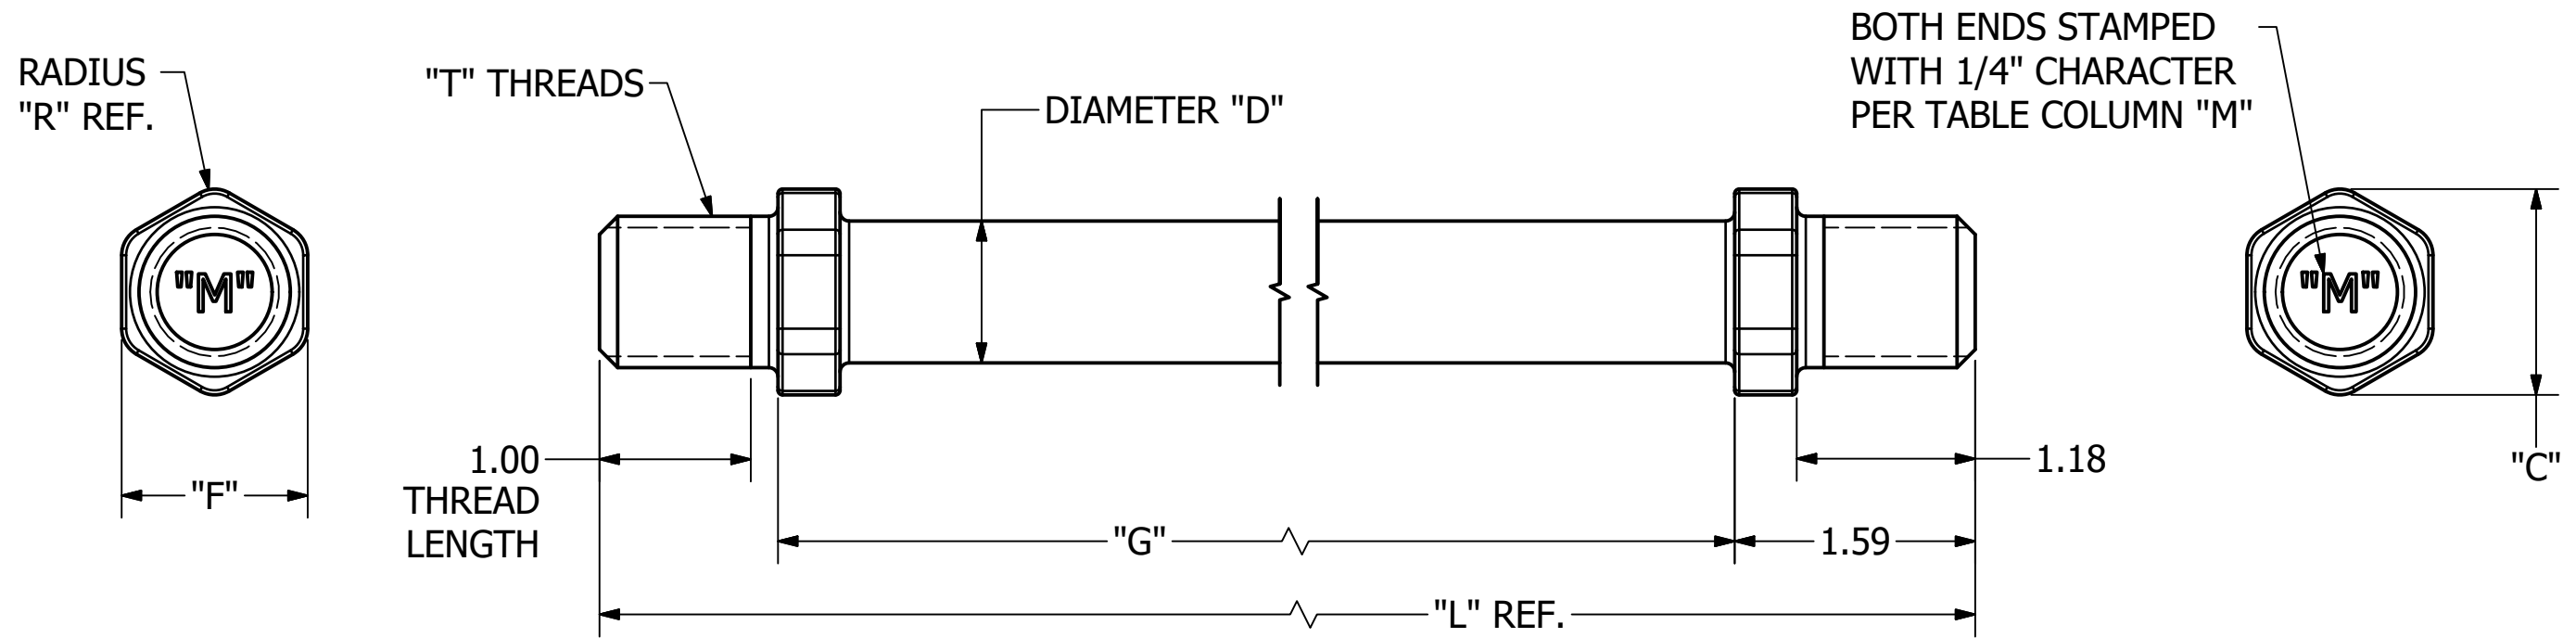 RADIUS
"R" REF.
"T" THREADS
DIAMETER "D"
BOTH ENDS STAMPED
WITH 1/4" CHARACTER
PER TABLE COLUMN "M"
"M"
"M"
"F"
1.00
THREAD
LENGTH
"G"
1.59
1.18
"C"
"L" REF.